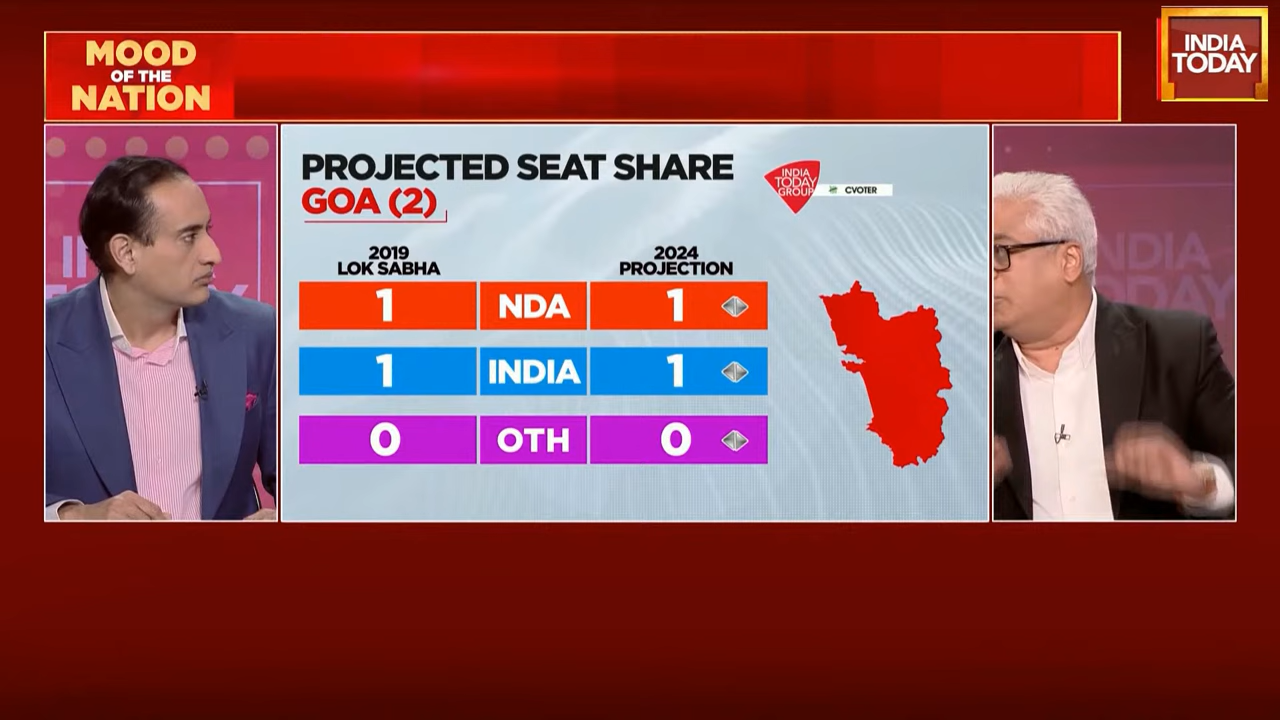 MOOD
OF THE
NATION
INDIA
TODAY
PROJECTED SEAT SHARE
GOA (2)
INDIA
TODAY
GROUP
CVOTER
2019
LOK SABHA
2024
PROJECTION
1 NDA 1
1 INDIA 1
0 OTH 0
INDIA